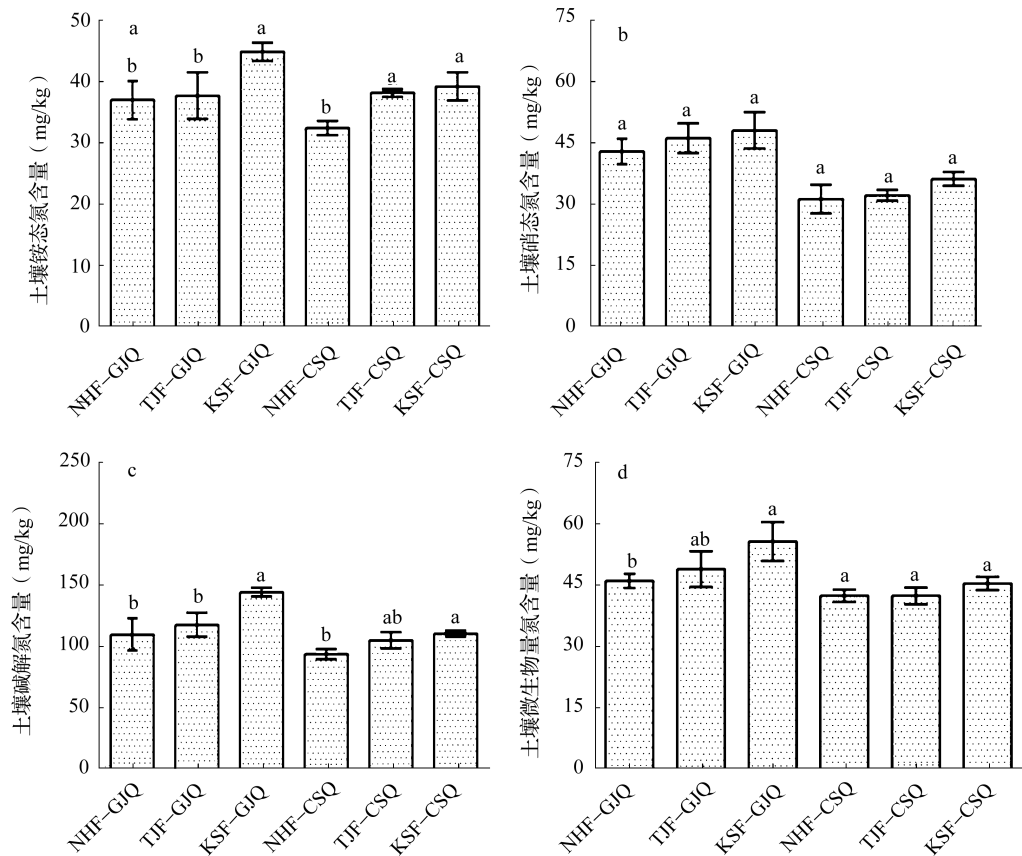 土壤铵态氮含量（mg/kg）
50
40
30
20
10
0
a
b
b
a
b
a
a
NHF-GJQ
TJF-GJQ
KSF-GJQ
NHF-CSQ
TJF-CSQ
KSF-CSQ
土壤硝态氮含量（mg/kg）
75
60
45
30
15
0
b
a
a
a
a
a
a
NHF-GJQ
TJF-GJQ
KSF-GJQ
NHF-CSQ
TJF-CSQ
KSF-CSQ
土壤碱解氮含量（mg/kg）
250
200
150
100
50
0
c
b
b
a
b
ab
a
NHF-GJQ
TJF-GJQ
KSF-GJQ
NHF-CSQ
TJF-CSQ
KSF-CSQ
土壤微生物量氮含量（mg/kg）
75
60
45
30
15
0
d
b
ab
a
a
a
a
NHF-GJQ
TJF-GJQ
KSF-GJQ
NHF-CSQ
TJF-CSQ
KSF-CSQ